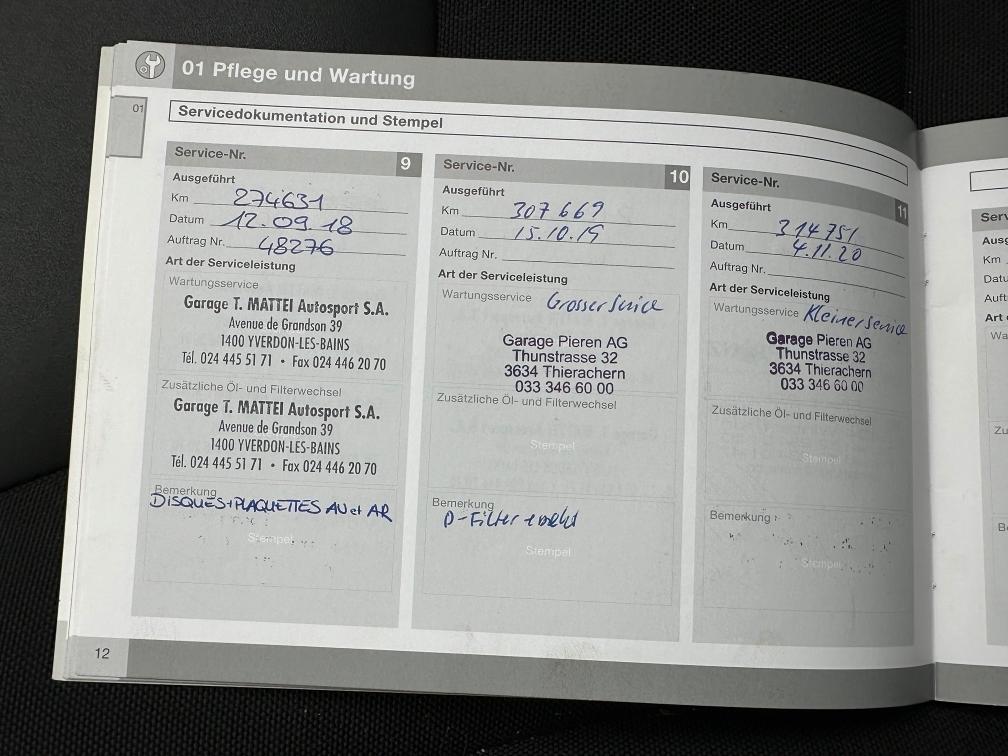 01 Pflege und Wartung
01
Servicedokumentation und Stempel
Service-Nr. 9
Ausgeführt
Km 274631
Datum 12.09.18
Auftrag Nr. 48276
Art der Serviceleistung
Wartungsservice
Garage T. MATTEI Autosport S.A.
Avenue de Grandson 39
1400 YVERDON-LES-BAINS
Tél. 024 445 51 71 • Fax 024 446 20 70
Zusätzliche Öl- und Filterwechsel
Garage T. MATTEI Autosport S.A.
Avenue de Grandson 39
1400 YVERDON-LES-BAINS
Tél. 024 445 51 71 • Fax 024 446 20 70
Bemerkung
DISQUES+PLAQUETTES AV et AR
Stempel
Service-Nr. 10
Ausgeführt
Km 307669
Datum 15.10.19
Auftrag Nr.
Art der Serviceleistung
Wartungsservice Grosser Service
Garage Pieren AG
Thunstrasse 32
3634 Thierachern
033 346 60 00
Zusätzliche Öl- und Filterwechsel
Stempel
Bemerkung
D-Filter
Stempel
Service-Nr. 11
Ausgeführt
Km 314751
Datum 4.11.20
Auftrag Nr.
Art der Serviceleistung
Wartungsservice Kleiner Service
Garage Pieren AG
Thunstrasse 32
3634 Thierachern
033 346 60 00
Zusätzliche Öl- und Filterwechsel
Stempel
Bemerkung
Stempel
12
Km